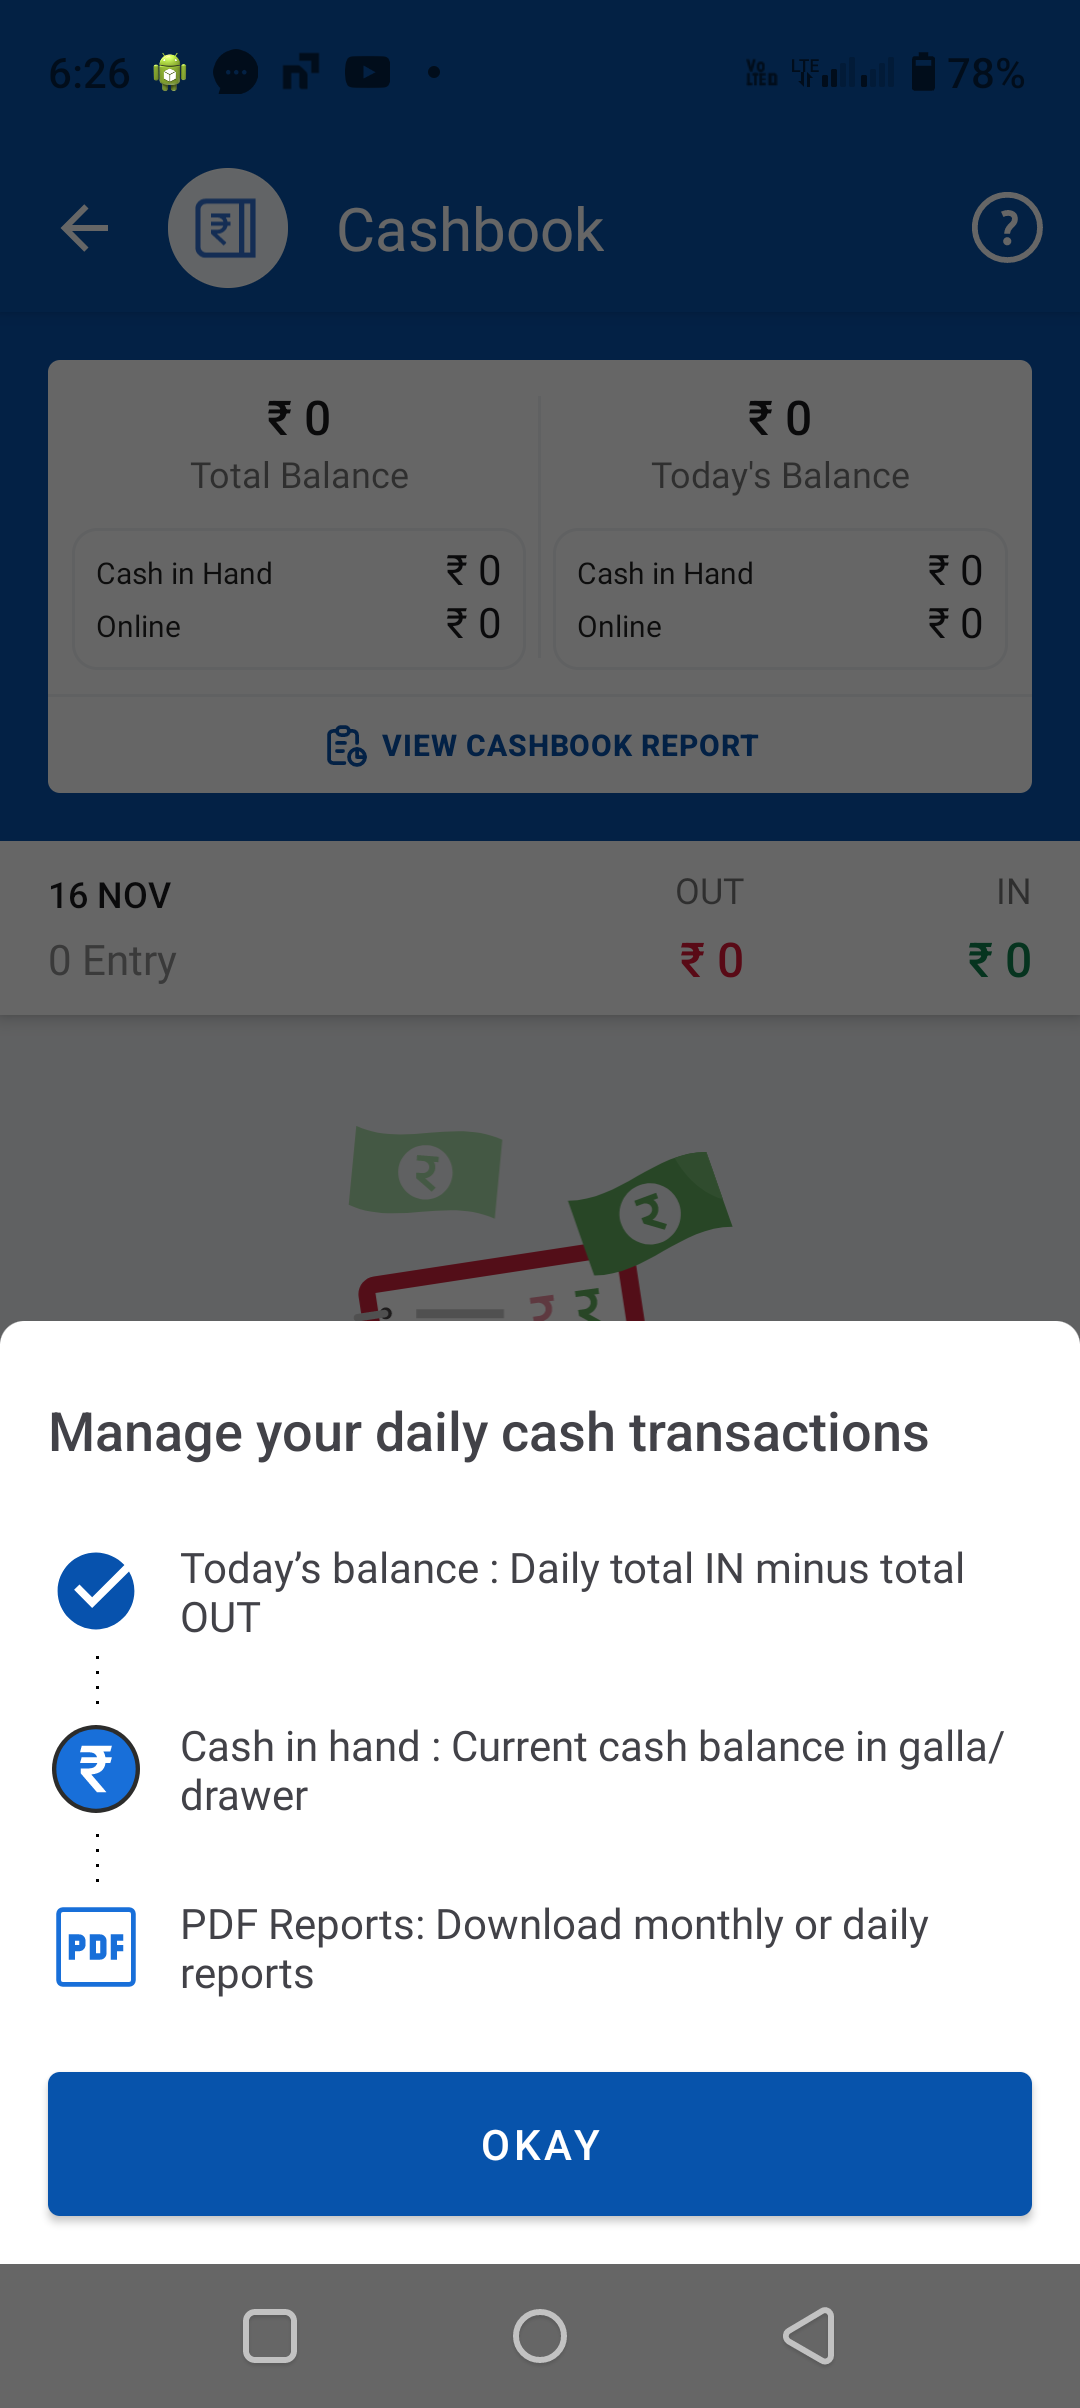 6:26
Vo LTED LTE 78%
Cashbook
₹ 0 ₹ 0
Total Balance Today's Balance
Cash in Hand ₹ 0 Cash in Hand ₹ 0
Online ₹ 0 Online ₹ 0
VIEW CASHBOOK REPORT
16 NOV OUT IN
0 Entry ₹ 0 ₹ 0
Manage your daily cash transactions
Today’s balance : Daily total IN minus total
OUT
Cash in hand : Current cash balance in galla/
drawer
PDF
PDF Reports: Download monthly or daily
reports
OKAY